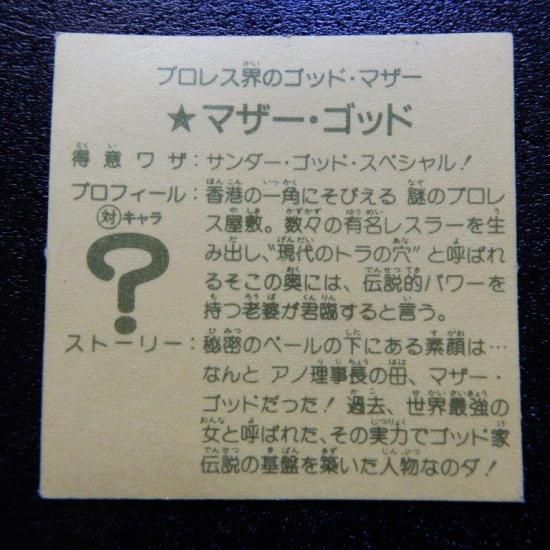 プロレス界のゴッド・マザー
★マザー・ゴッド
得意ワザ:サンダー・ゴッド・スペシャル!
プロフィール:香港の一角にそびえる 謎のプロレ
ス屋敷。数々の有名レスラーを生
み出し、“現代のトラの穴”と呼ばれ
るそこの奥には、伝説的パワーを
持つ老婆が君臨すると言う。
対キャラ
?
ストーリー:秘密のベールの下にある素顔は…
なんと アノ理事長の母、マザー・
ゴッドだった! 過去、世界最強の
女と呼ばれた、その実力でゴッド家
伝説の基盤を築いた人物なのダ!